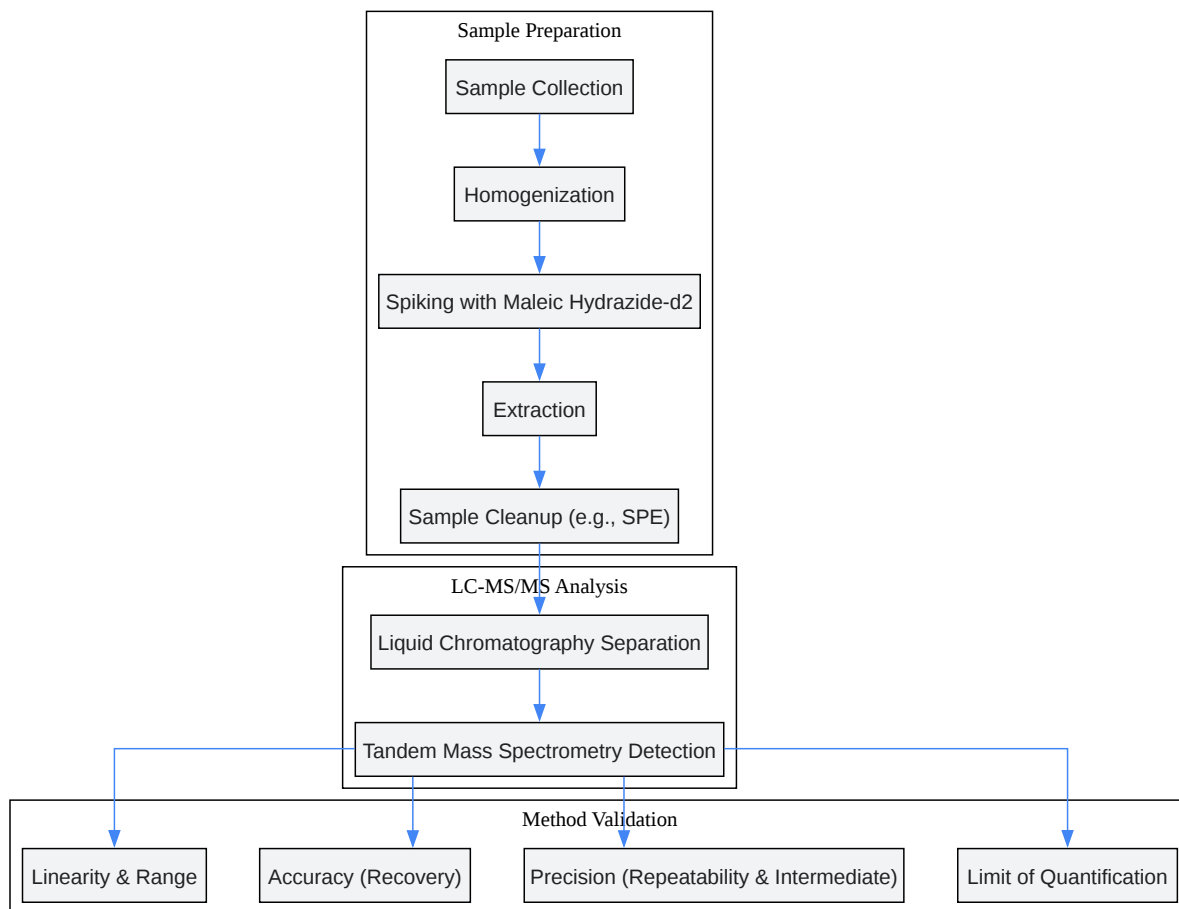 Sample Preparation
Sample Collection
Homogenization
Spiking with Maleic Hydrazide-d2
Extraction
Sample Cleanup (e.g., SPE)
LC-MS/MS Analysis
Liquid Chromatography Separation
Tandem Mass Spectrometry Detection
Method Validation
Linearity & Range
Accuracy (Recovery)
Precision (Repeatability & Intermediate)
Limit of Quantification